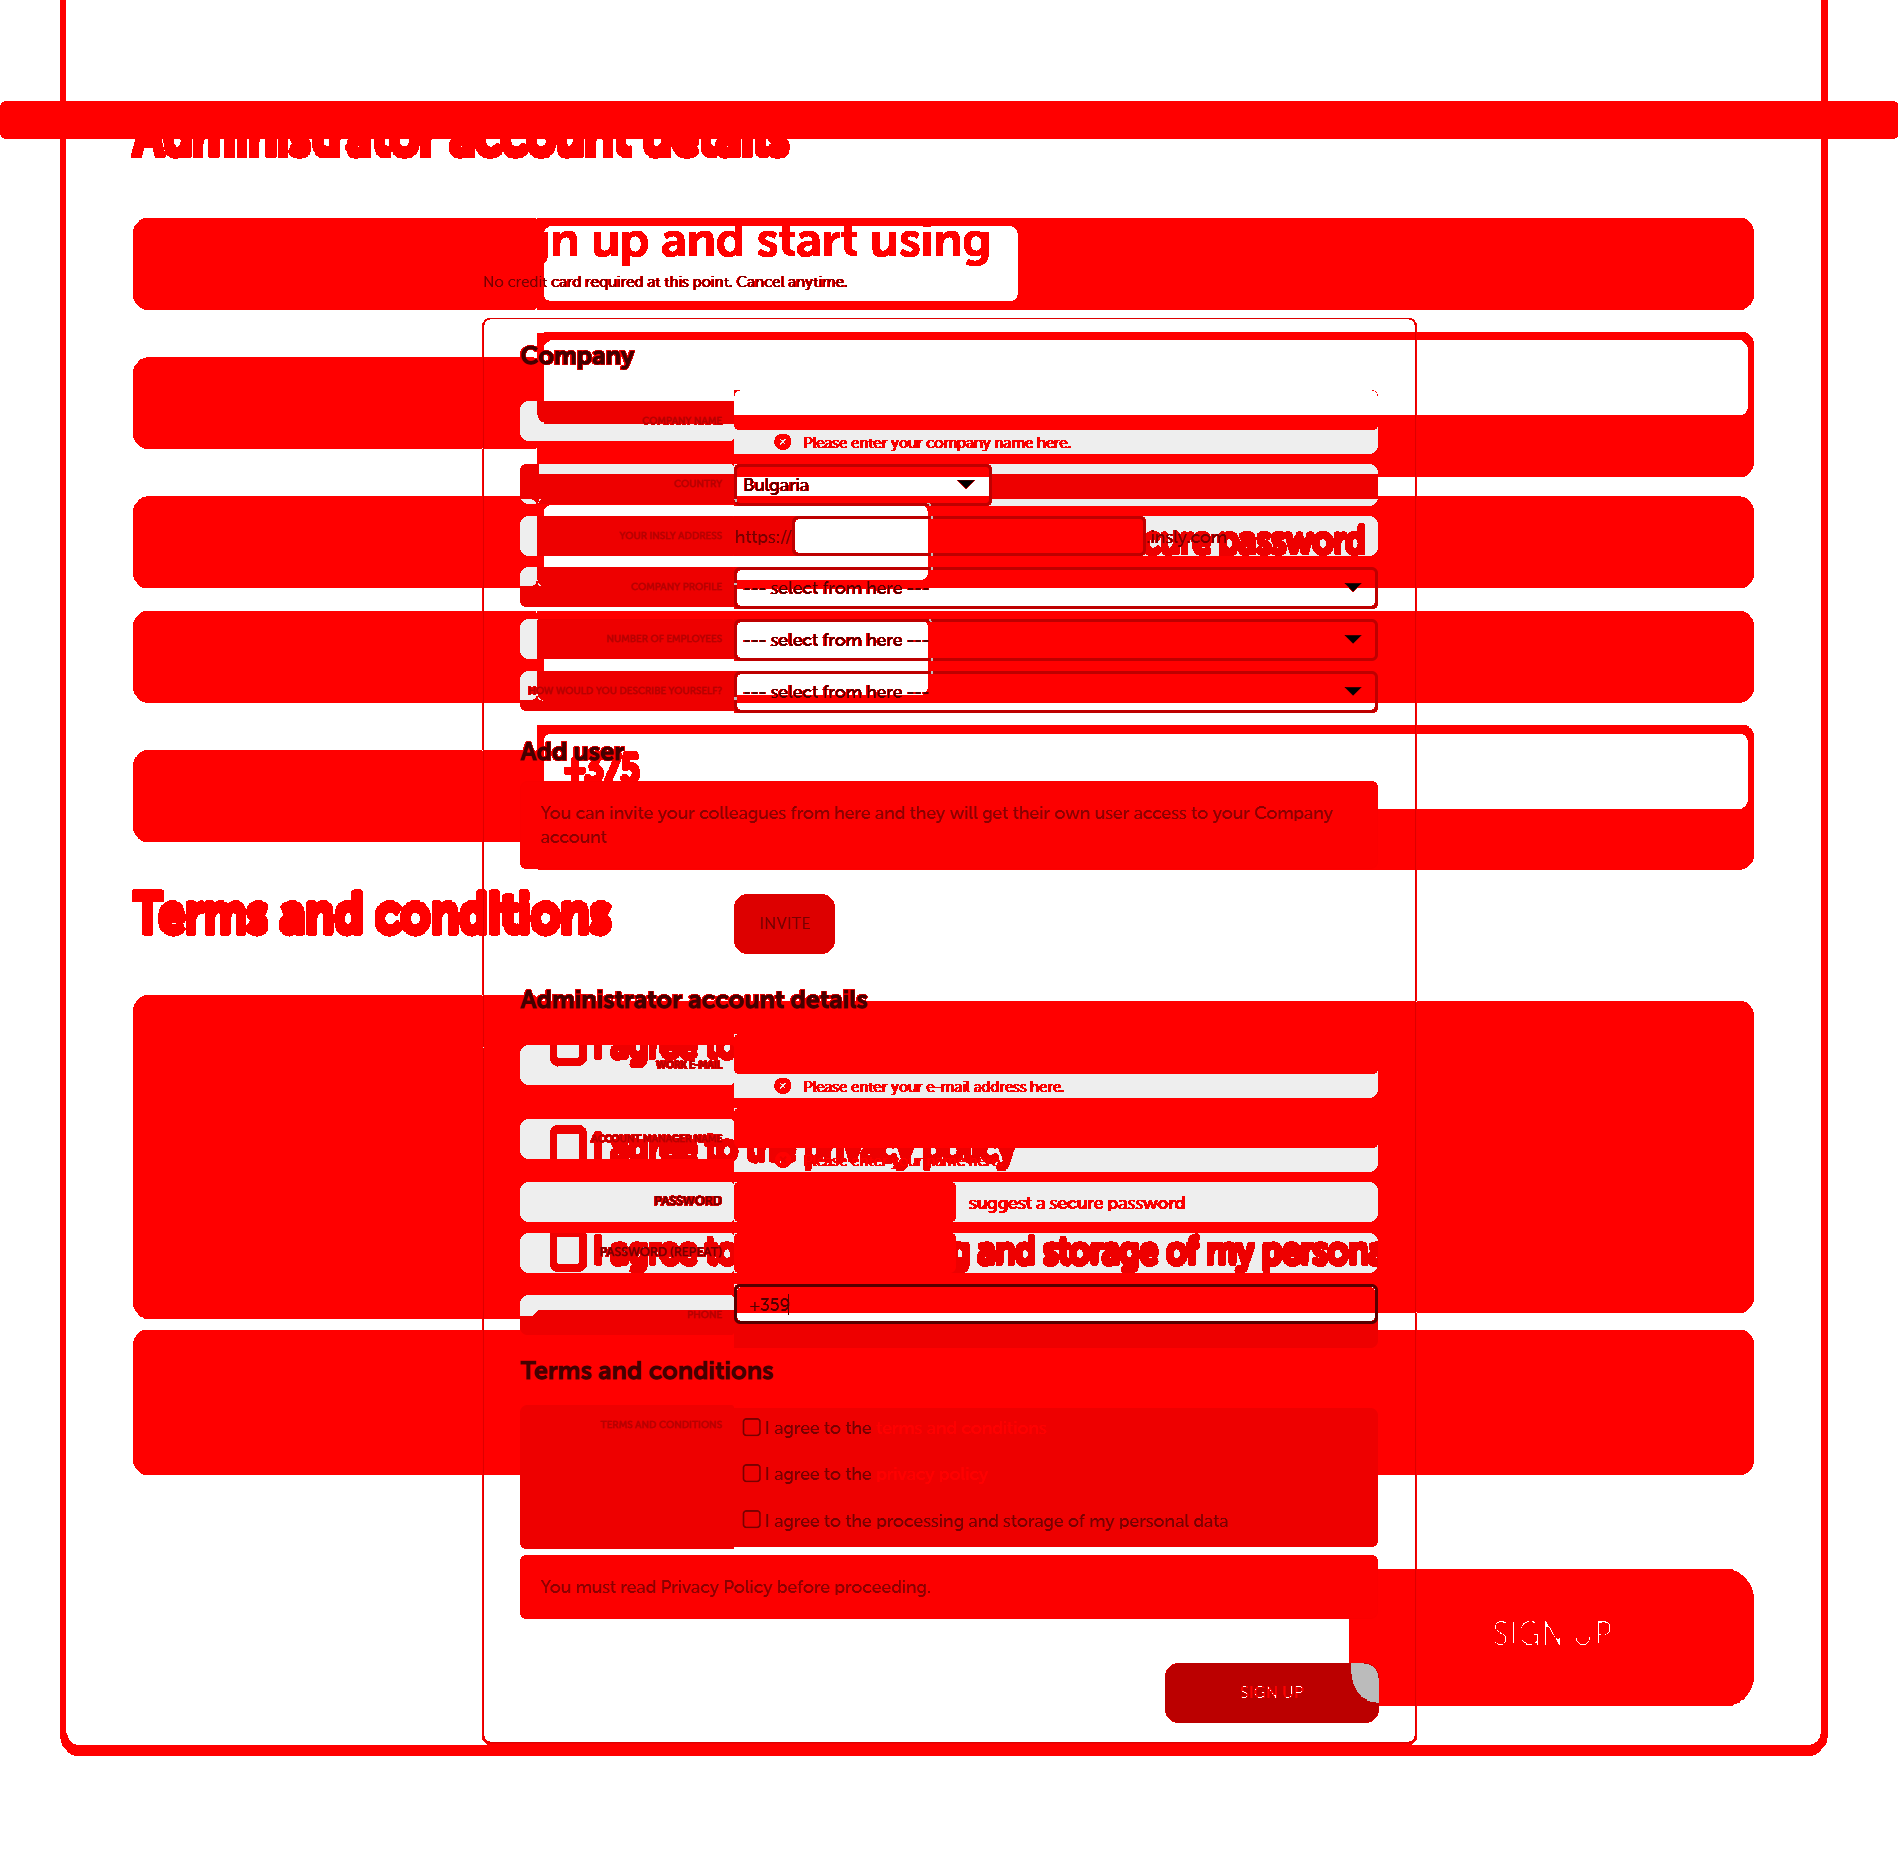 Administrator account details
gn up and start using
No credit card required at this point. Cancel anytime.
Company
COMPANY NAME
Please enter your company name here.
COUNTRY
Bulgaria
YOUR INSLY ADDRESS
https://
.insly.com
cure password
COMPANY PROFILE
--- select from here ---
NUMBER OF EMPLOYEES
--- select from here ---
HOW WOULD YOU DESCRIBE YOURSELF?
--- select from here ---
Add user
+375
You can invite your colleagues from here and they will get their own user access to your Company
account
Terms and conditions
INVITE
Administrator account details
I agree to
WORK E-MAIL
Please enter your e-mail address here.
ACCOUNT MANAGER NAME
I agree to the privacy policy
Please enter your name here.
PASSWORD
suggest a secure password
PASSWORD (REPEAT)
I agree to
g and storage of my persona
+359
PHONE
Terms and conditions
TERMS AND CONDITIONS
I agree to the terms and conditions
I agree to the privacy policy
I agree to the processing and storage of my personal data
You must read Privacy Policy before proceeding.
SIGN UP
SIGN UP